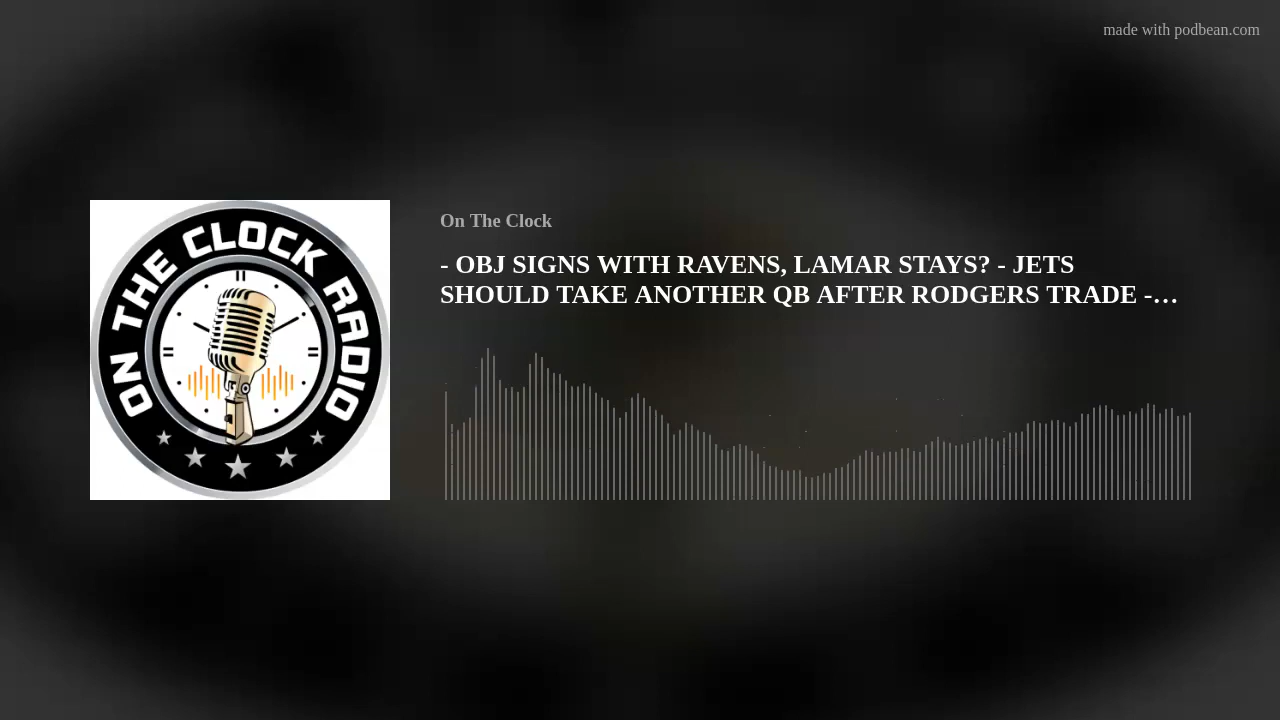 made with podbean.com
ON THE CLOCK RADIO
On The Clock
- OBJ SIGNS WITH RAVENS, LAMAR STAYS? - JETS
SHOULD TAKE ANOTHER QB AFTER RODGERS TRADE -…